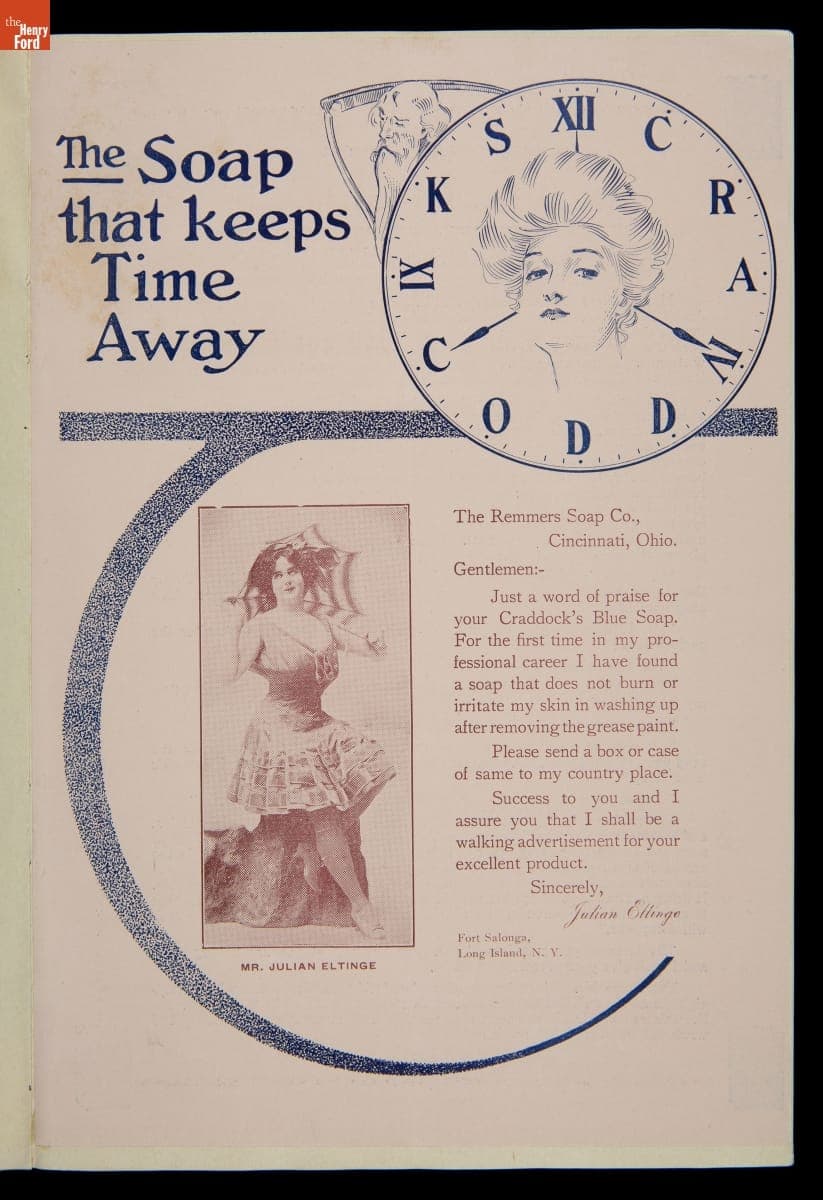 the
Henry
Ford
The Soap
that keeps
Time
Away
XII
C
R
A
IV
D
D
O
C
IX
K
S
The Remmers Soap Co.,
Cincinnati, Ohio.
Gentlemen:-
Just a word of praise for
your Craddock's Blue Soap.
For the first time in my pro-
fessional career I have found
a soap that does not burn or
irritate my skin in washing up
after removing the grease paint.
Please send a box or case
of same to my country place.
Success to you and I
assure you that I shall be a
walking advertisement for your
excellent product.
Sincerely,
Julian Eltinge
Fort Salonga,
Long Island, N. Y.
MR. JULIAN ELTINGE